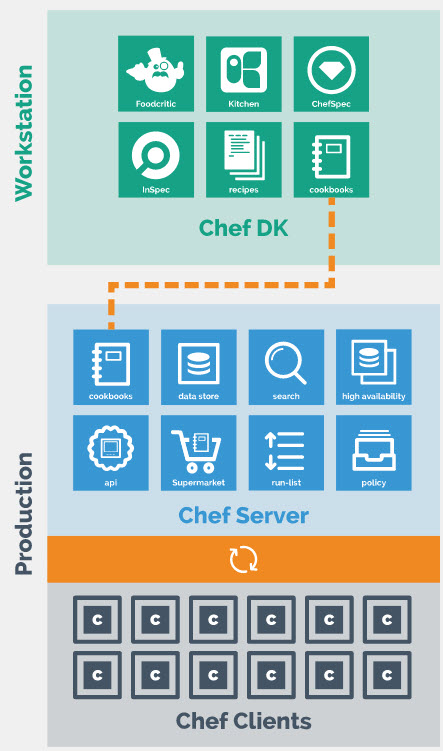 Workstation
Foodcritic
Kitchen
ChefSpec
InSpec
recipes
cookbooks
Chef DK
Production
cookbooks
data store
search
high availability
api
Supermarket
run-list
policy
Chef Server
C C C C C C
C C C C C C
Chef Clients